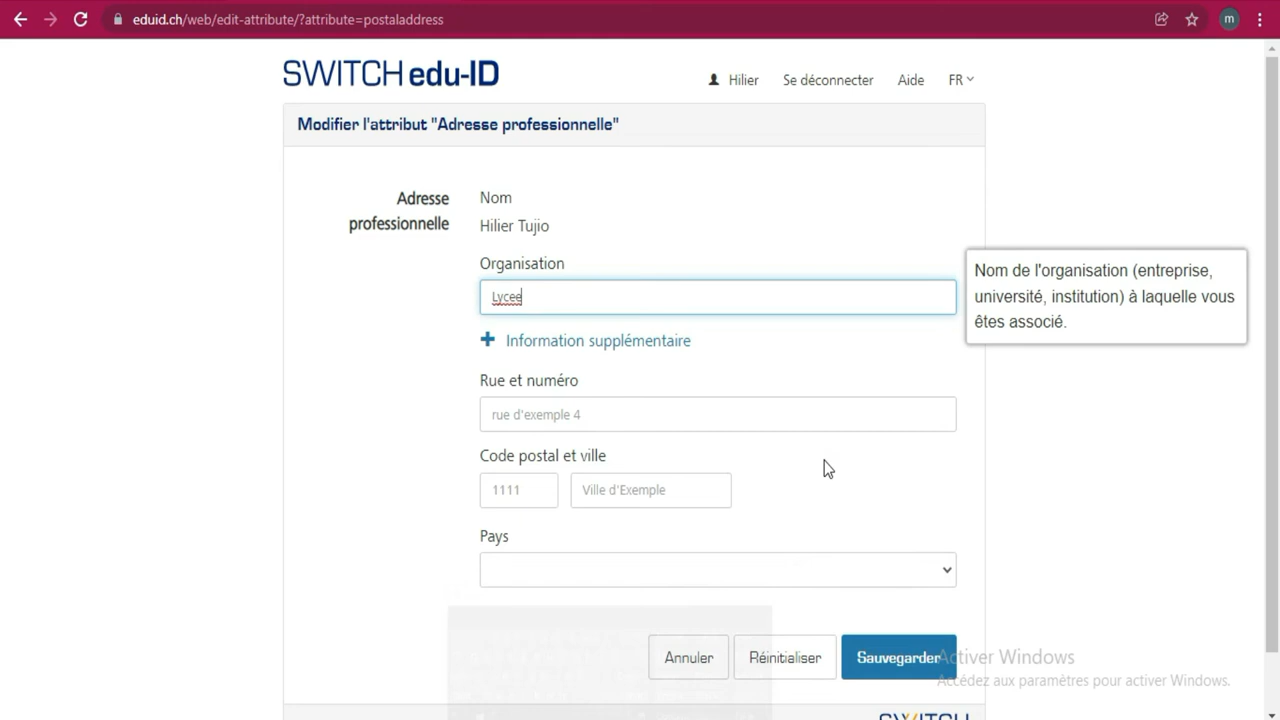 eduid.ch/web/edit-attribute/?attribute=postaladdress
m
SWITCH edu-ID
Hilier
Se déconnecter
Aide
FR
Modifier l'attribut "Adresse professionnelle"
Adresse
professionnelle
Nom
Hilier Tujio
Organisation
Lycee
Nom de l'organisation (entreprise,
université, institution) à laquelle vous
êtes associé.
Information supplémentaire
Rue et numéro
rue d'exemple 4
Code postal et ville
1111
Ville d'Exemple
Pays
Annuler
Réinitialiser
Sauvegarder
Activer Windows
Accédez aux paramètres pour activer Windows.
SWITCH